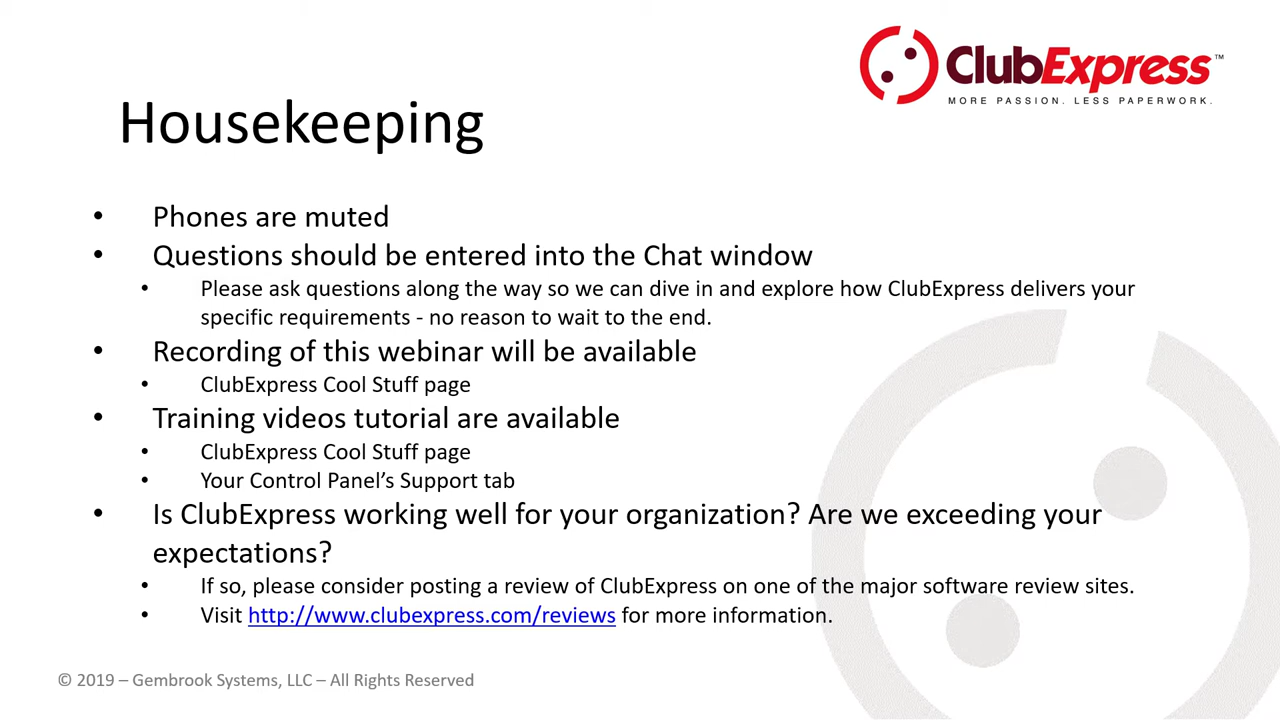 ClubExpress™
MORE PASSION. LESS PAPERWORK.
Housekeeping
• Phones are muted
• Questions should be entered into the Chat window
• Please ask questions along the way so we can dive in and explore how ClubExpress delivers your
specific requirements - no reason to wait to the end.
• Recording of this webinar will be available
• ClubExpress Cool Stuff page
• Training videos tutorial are available
• ClubExpress Cool Stuff page
• Your Control Panel’s Support tab
• Is ClubExpress working well for your organization? Are we exceeding your
expectations?
• If so, please consider posting a review of ClubExpress on one of the major software review sites.
• Visit http://www.clubexpress.com/reviews for more information.
© 2019 – Gembrook Systems, LLC – All Rights Reserved